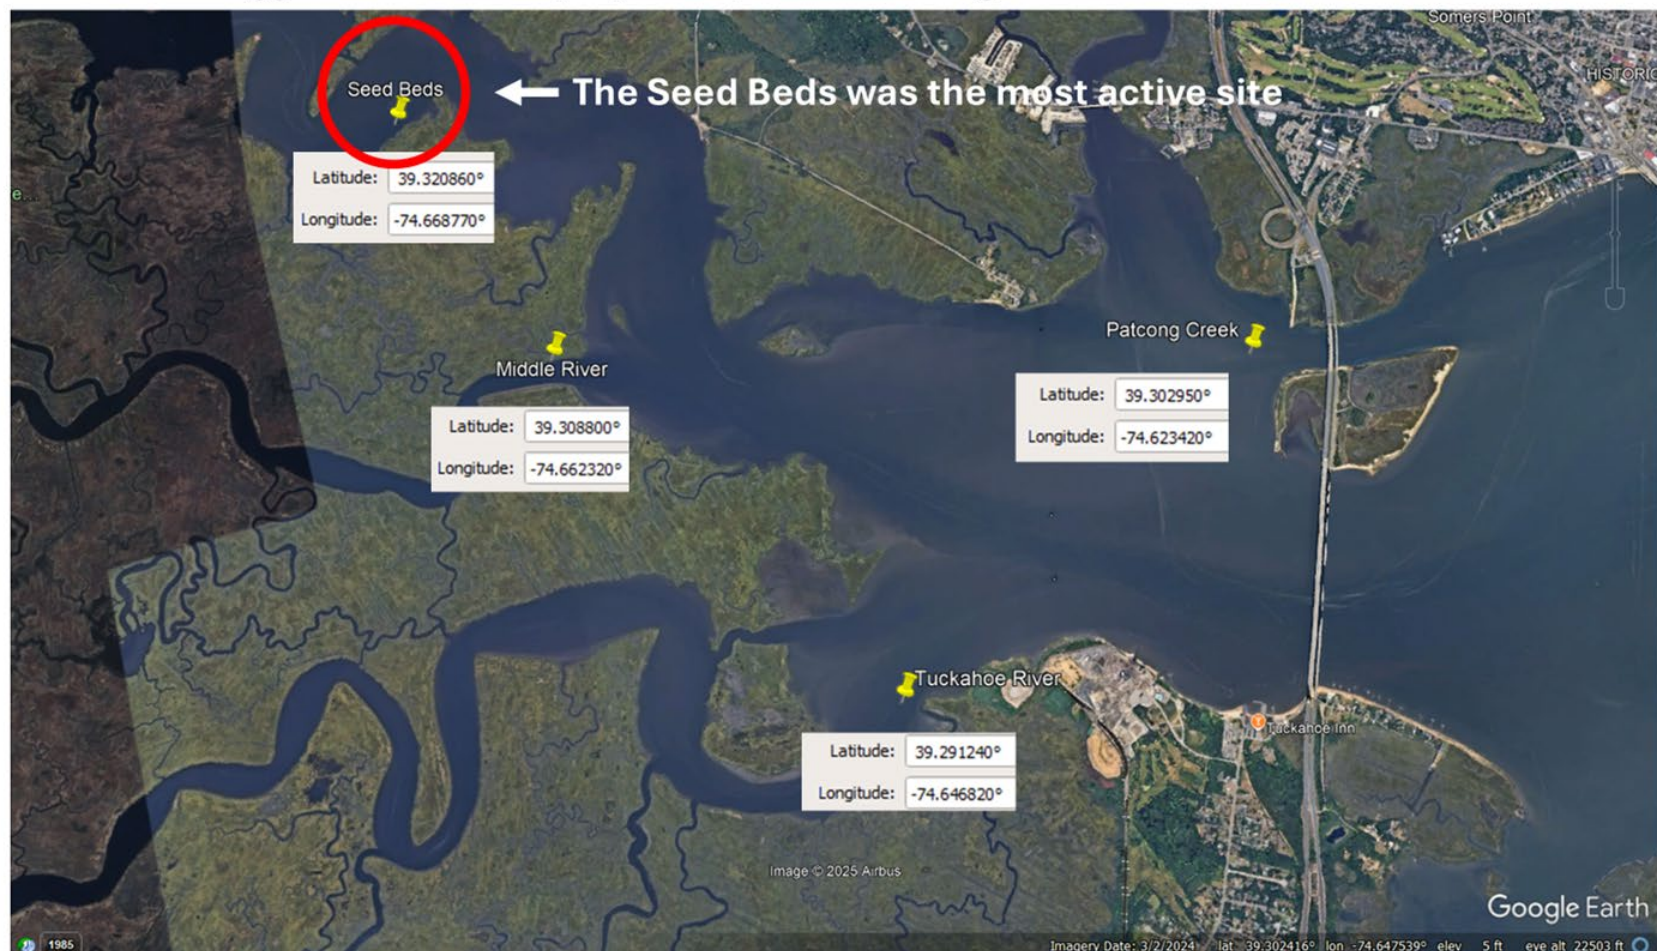 Somers Point
HISTORIC
Seed Beds
The Seed Beds was the most active site
Latitude: 39.320860°
Longitude: -74.668770°
e...
Patcong Creek
Middle River
Latitude: 39.302950°
Longitude: -74.623420°
Latitude: 39.308800°
Longitude: -74.662320°
Tuckahoe River
Tuckahoe Inn
Latitude: 39.291240°
Longitude: -74.646820°
Image © 2025 Airbus
Google Earth
1985
Imagery Date: 3/2/2024 lat 39.302416° lon -74.647539° elev 5 ft eye alt 22503 ft